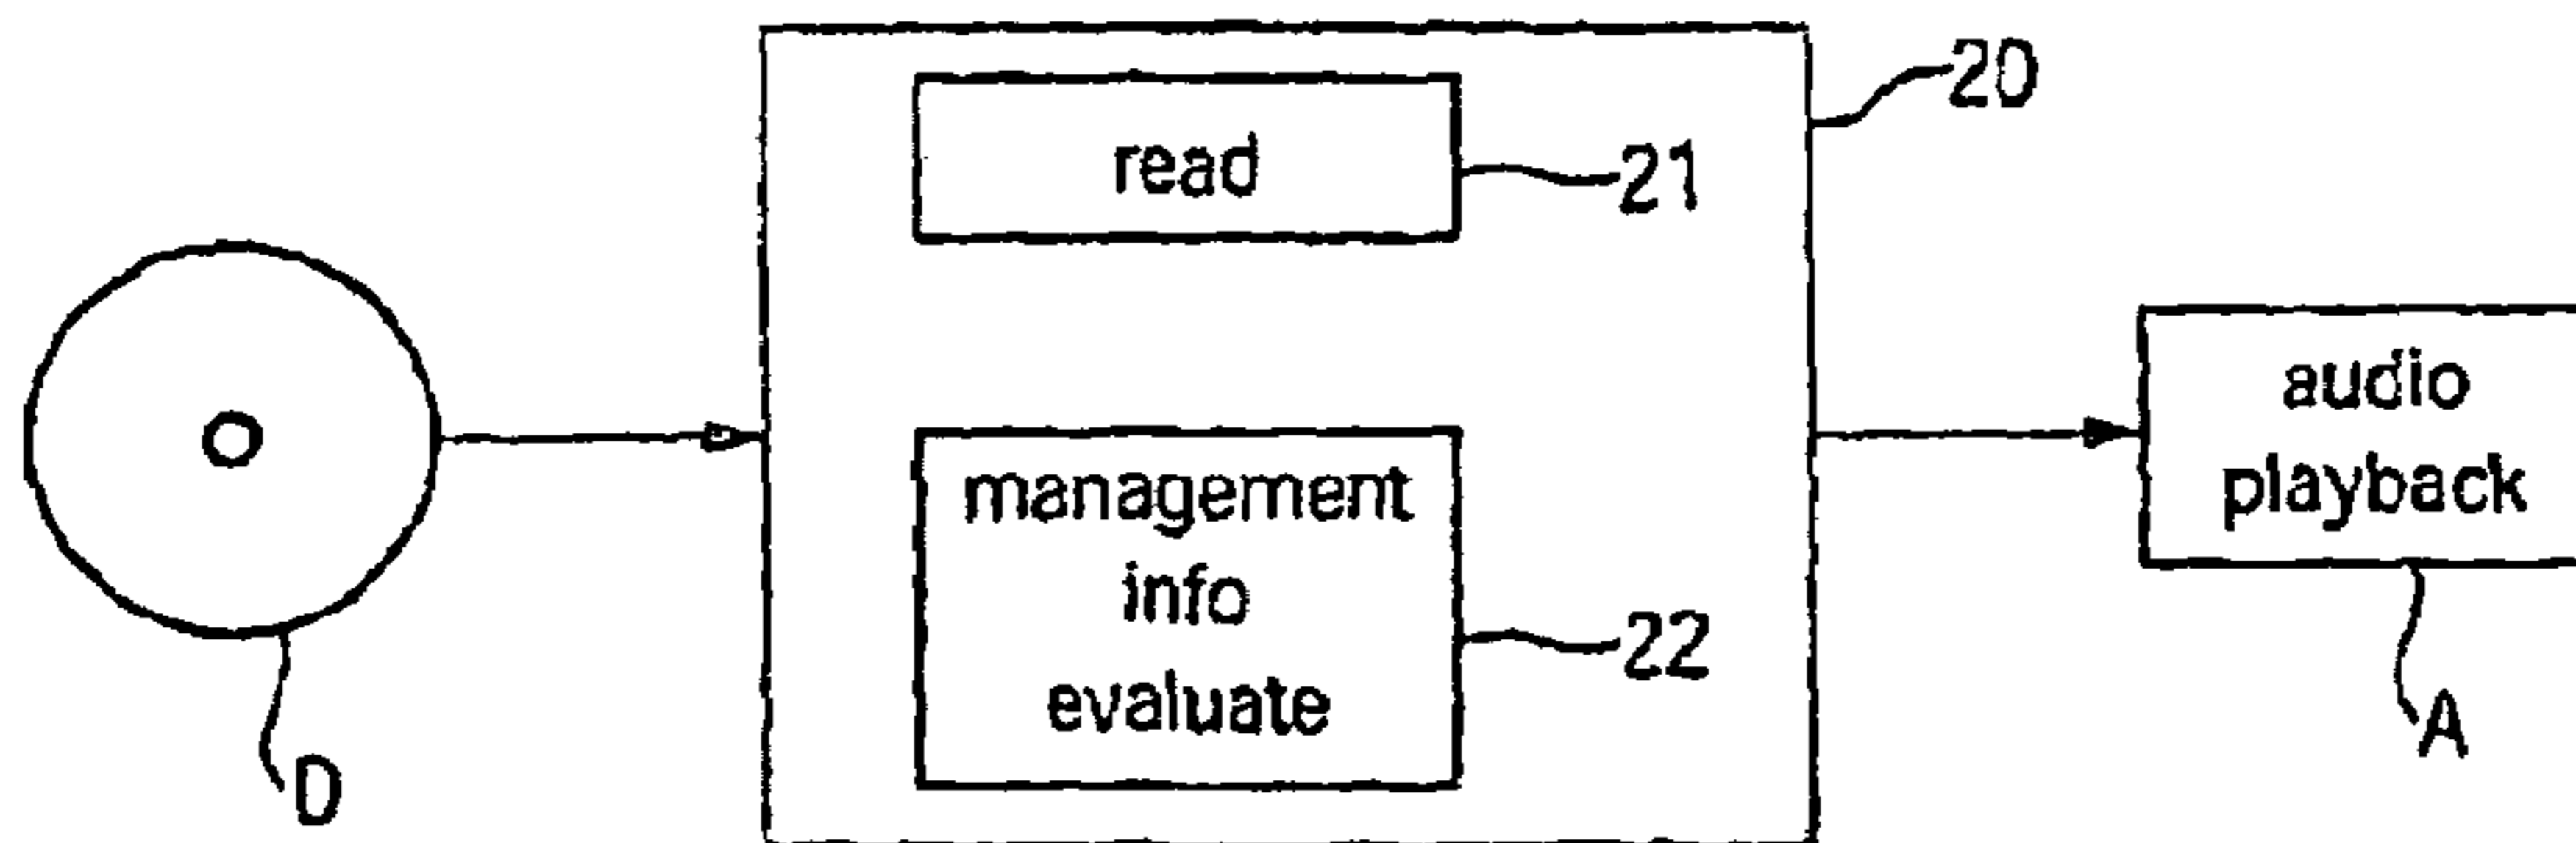 20
read
21
audio
playback
management
info
evaluate
22
D
A